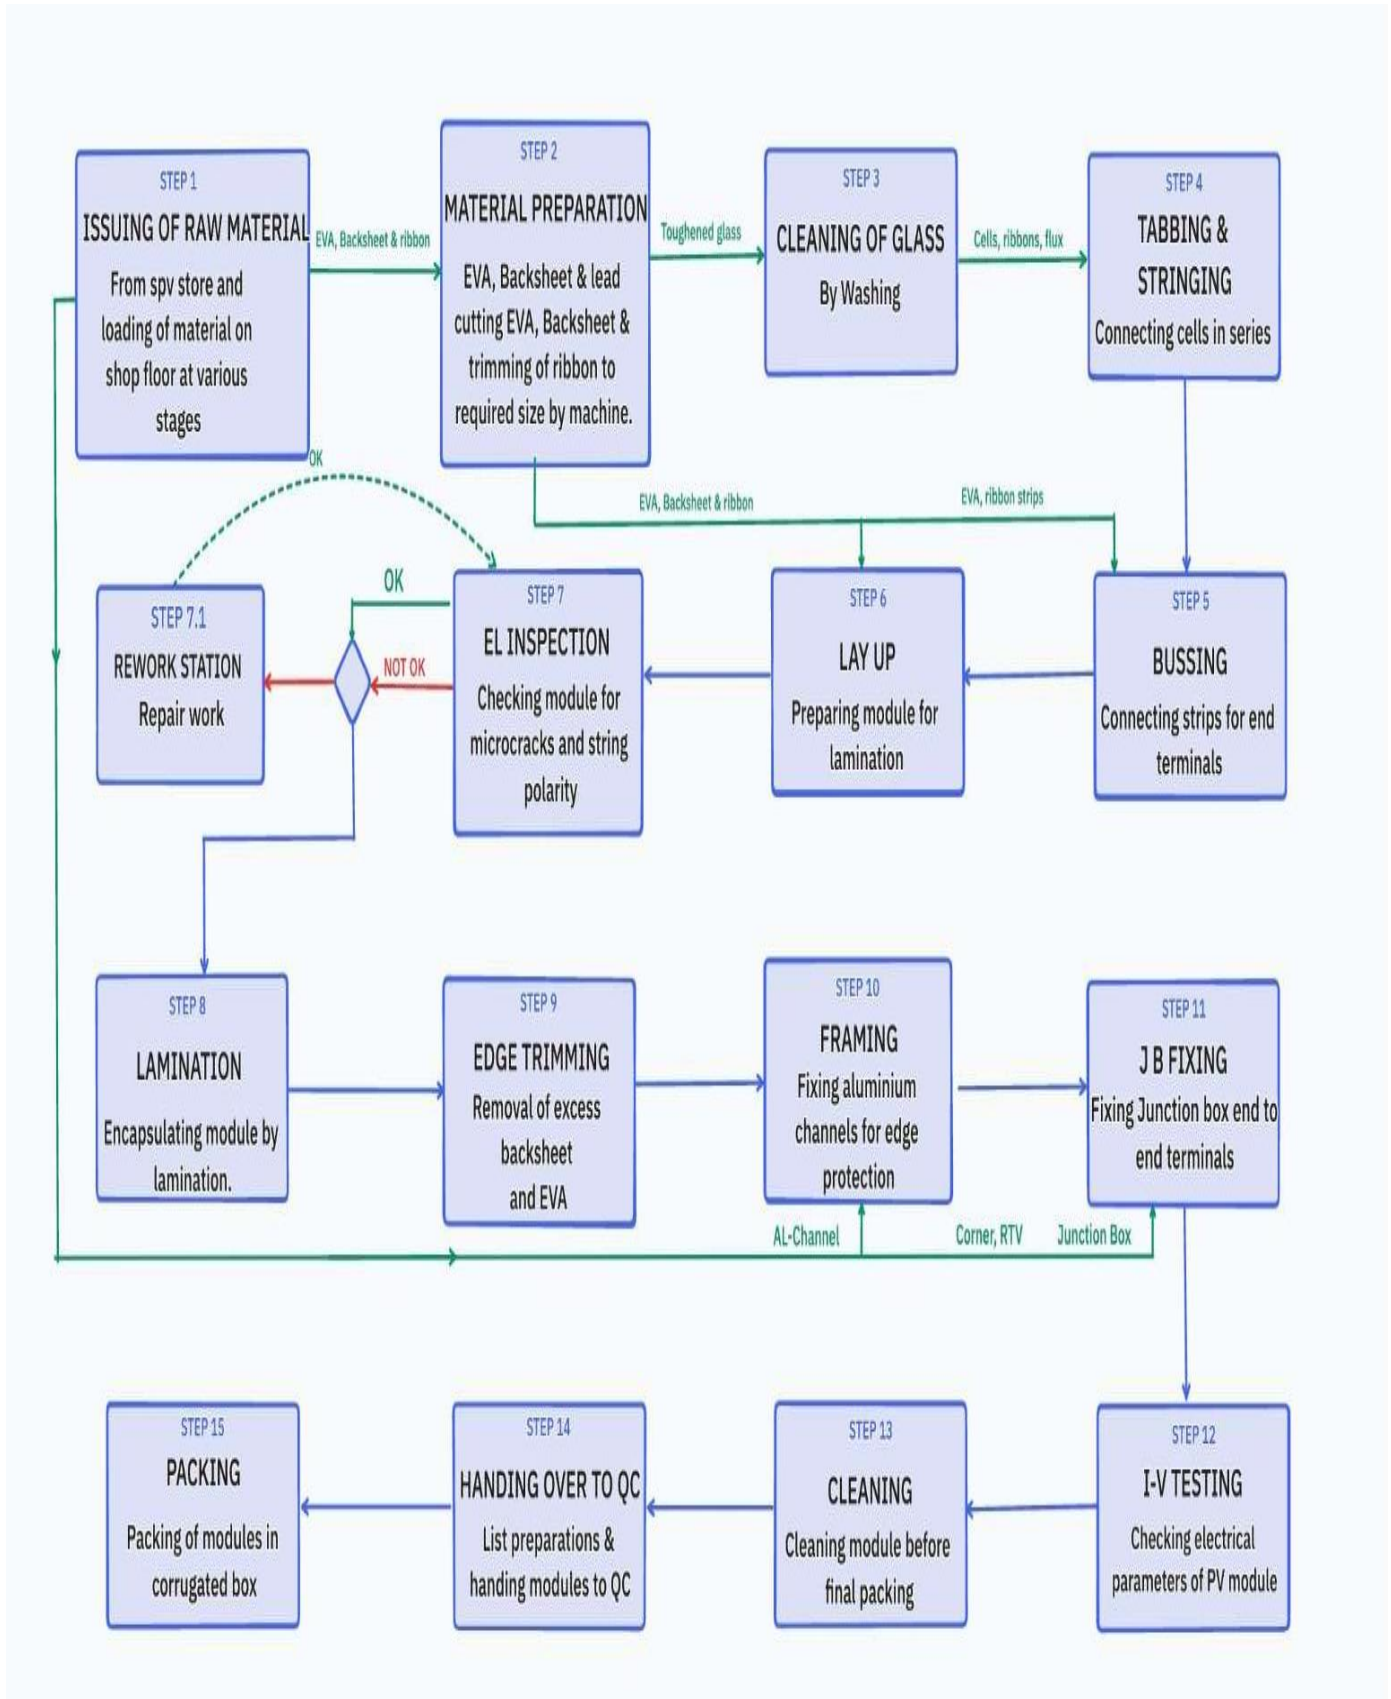 STEP 1
ISSUING OF RAW MATERIAL
From spv store and
loading of material on
shop floor at various
stages
EVA, Backsheet & ribbon
STEP 2
MATERIAL PREPARATION
EVA, Backsheet & lead
cutting EVA, Backsheet &
trimming of ribbon to
required size by machine.
Toughened glass
STEP 3
CLEANING OF GLASS
By Washing
Cells, ribbons, flux
STEP 4
TABBING &
STRINGING
Connecting cells in series
OK
EVA, Backsheet & ribbon
EVA, ribbon strips
STEP 7.1
REWORK STATION
Repair work
OK
NOT OK
STEP 7
EL INSPECTION
Checking module for
microcracks and string
polarity
STEP 6
LAY UP
Preparing module for
lamination
STEP 5
BUSSING
Connecting strips for end
terminals
STEP 8
LAMINATION
Encapsulating module by
lamination.
STEP 9
EDGE TRIMMING
Removal of excess
backsheet
and EVA
STEP 10
FRAMING
Fixing aluminium
channels for edge
protection
STEP 11
J B FIXING
Fixing Junction box end to
end terminals
AL-Channel
Corner, RTV
Junction Box
STEP 15
PACKING
Packing of modules in
corrugated box
STEP 14
HANDING OVER TO QC
List preparations &
handing modules to QC
STEP 13
CLEANING
Cleaning module before
final packing
STEP 12
I-V TESTING
Checking electrical
parameters of PV module